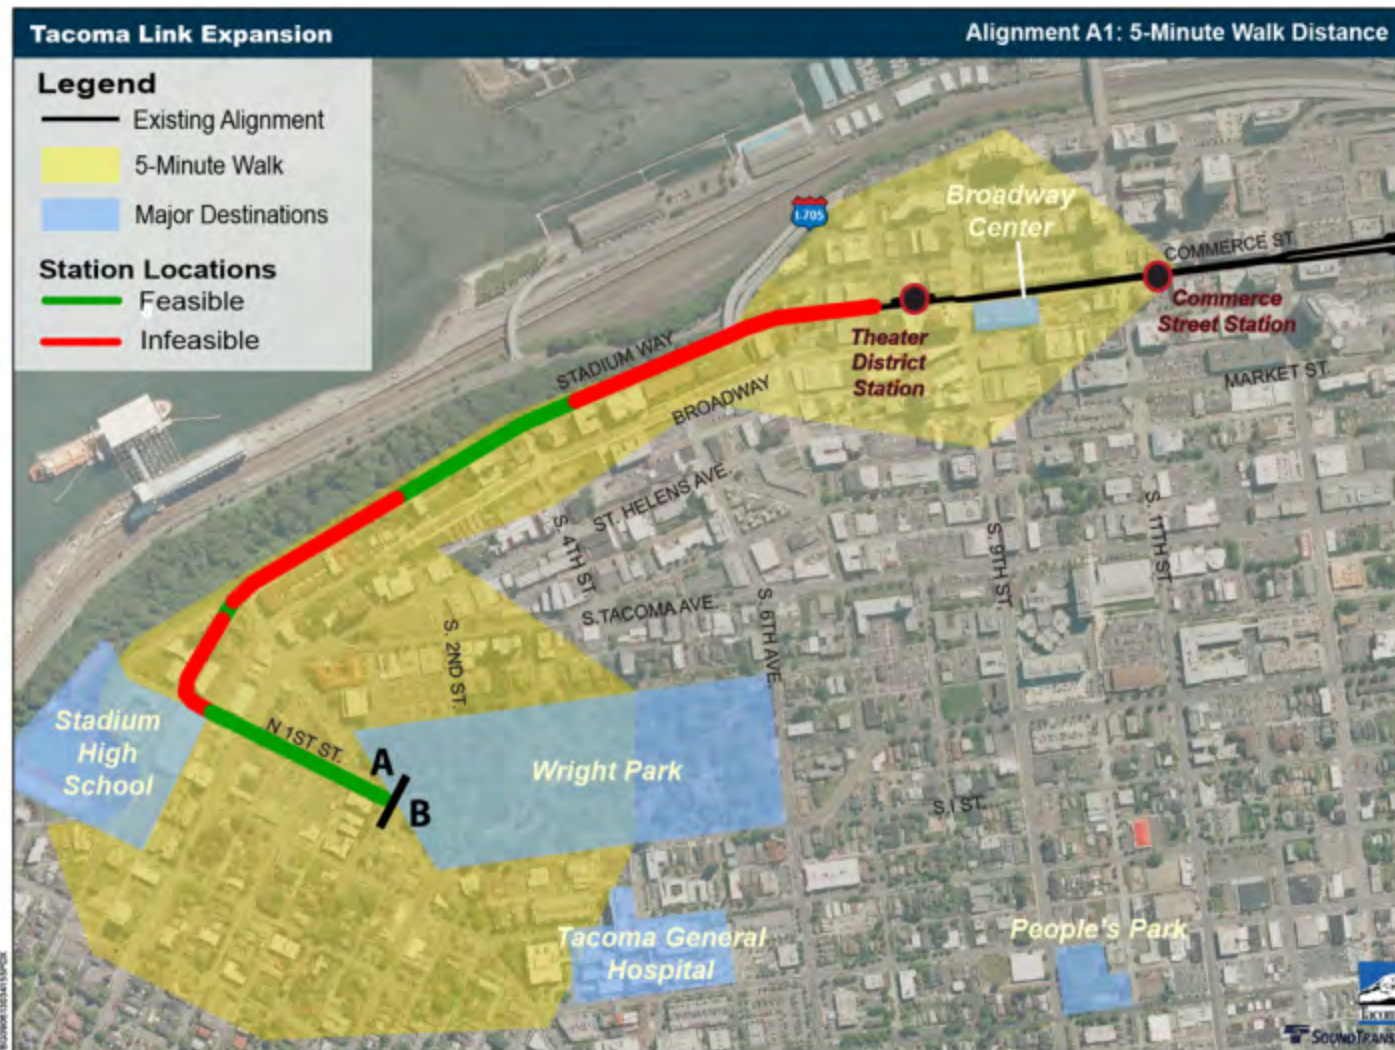 Tacoma Link Expansion
Alignment A1: 5-Minute Walk Distance
Legend
Existing Alignment
5-Minute Walk
Major Destinations
Station Locations
Feasible
Infeasible
I-705
Broadway
Center
COMMERCE ST.
Commerce
Street Station
Theater
District
Station
MARKET ST.
STADIUM WAY
BROADWAY
ST. HELENS AVE.
S. 4TH ST.
S. 9TH ST.
S. 11TH ST.
S. TACOMA AVE.
S. 6TH AVE.
S. 2ND ST.
Stadium
High
School
N 1ST ST.
A
B
Wright Park
S. I ST.
Tacoma General
Hospital
People's Park
SOUNDTRANS